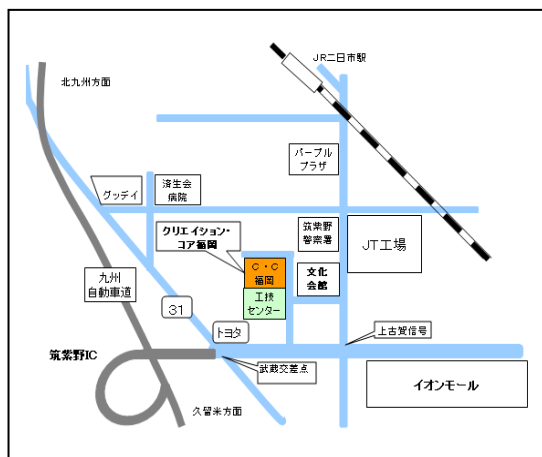 JR二日市駅
北九州方面
パープル
プラザ
済生会
病院
グッデイ
筑紫野
警察署
JT工場
クリエイション・
コア福岡
C・C
福岡
文化
会館
九州
自動車道
工技
センター
31
トヨタ
上古賀信号
筑紫野IC
武蔵交差点
イオンモール
久留米方面